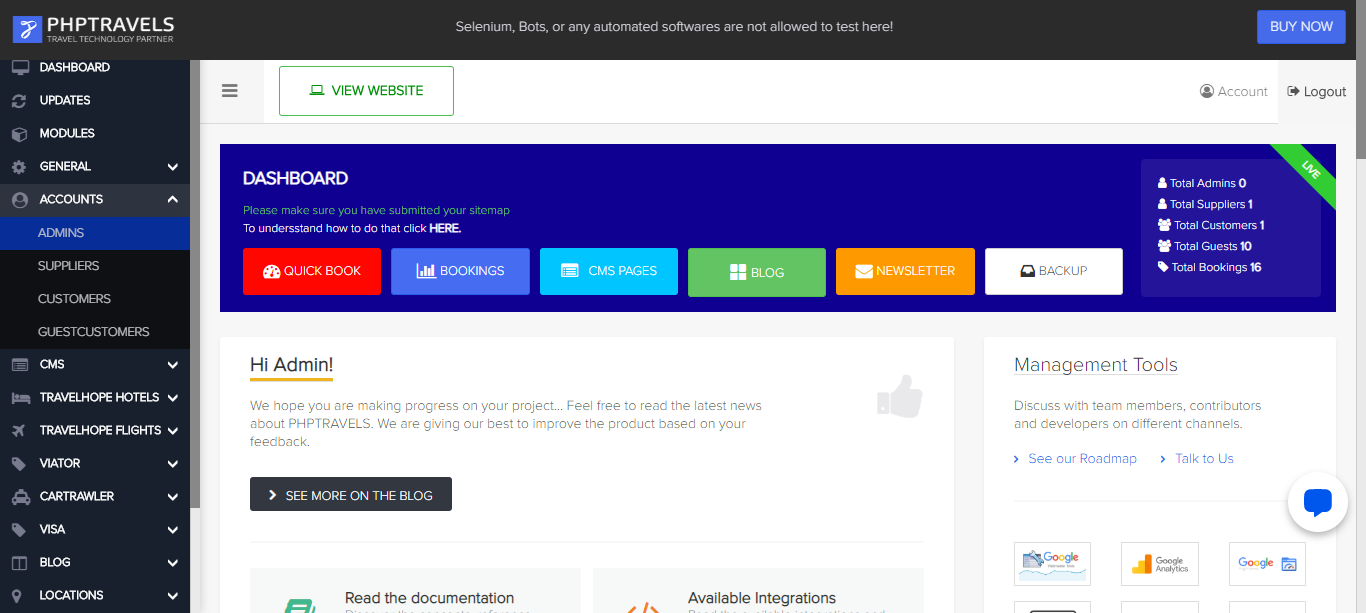 PHPTRAVELS
TRAVEL TECHNOLOGY PARTNER
Selenium, Bots, or any automated softwares are not allowed to test here!
BUY NOW
DASHBOARD
UPDATES
MODULES
GENERAL
ACCOUNTS
ADMINS
SUPPLIERS
CUSTOMERS
GUESTCUSTOMERS
CMS
TRAVELHOPE HOTELS
TRAVELHOPE FLIGHTS
VIATOR
CARTRAWLER
VISA
BLOG
LOCATIONS
VIEW WEBSITE
Account
Logout
DASHBOARD
Please make sure you have submitted your sitemap
To undersstand how to do that click HERE.
QUICK BOOK
BOOKINGS
CMS PAGES
BLOG
NEWSLETTER
BACKUP
LIVE
Total Admins 0
Total Suppliers 1
Total Customers 1
Total Guests 10
Total Bookings 16
Hi Admin!
We hope you are making progress on your project... Feel free to read the latest news
about PHPTRAVELS. We are giving our best to improve the product based on your
feedback.
SEE MORE ON THE BLOG
Read the documentation
Available Integrations
Management Tools
Discuss with team members, contributors
and developers on different channels.
See our Roadmap
Talk to Us
Google
Google
Analytics
Google